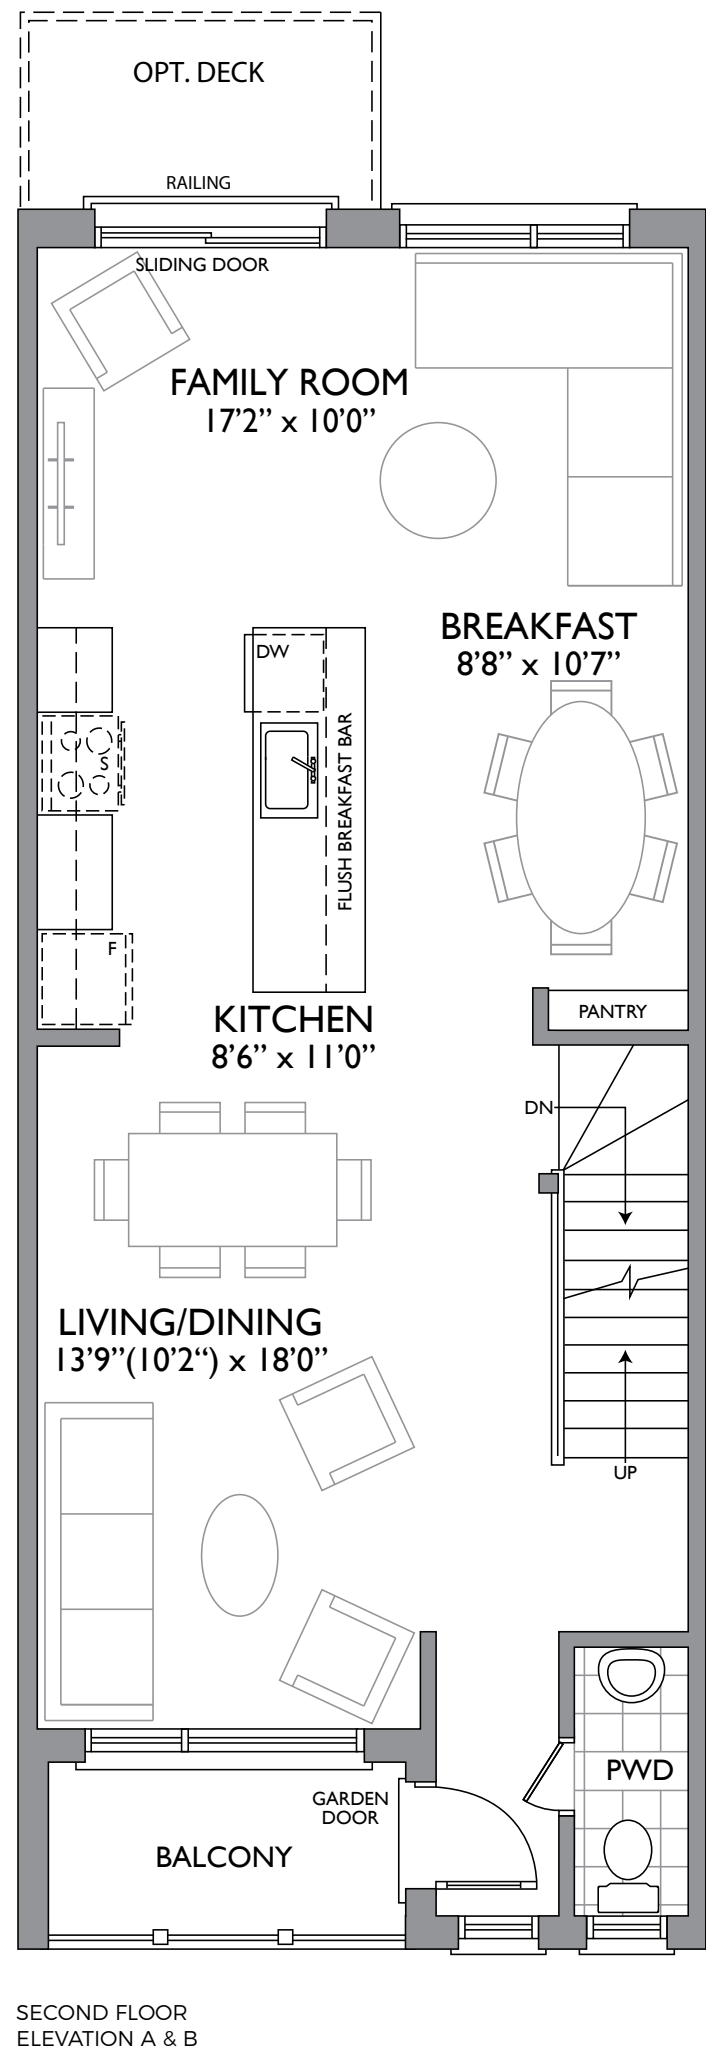 OPT. DECK
RAILING
SLIDING DOOR
FAMILY ROOM
17’2” x 10’0”
BREAKFAST
8’8” x 10’7”
DW
S
FLUSH BREAKFAST BAR
F
PANTRY
KITCHEN
8’6” x 11’0”
DN
LIVING/DINING
13’9”(10’2“) x 18’0”
UP
PWD
GARDEN
DOOR
BALCONY
SECOND FLOOR
ELEVATION A & B